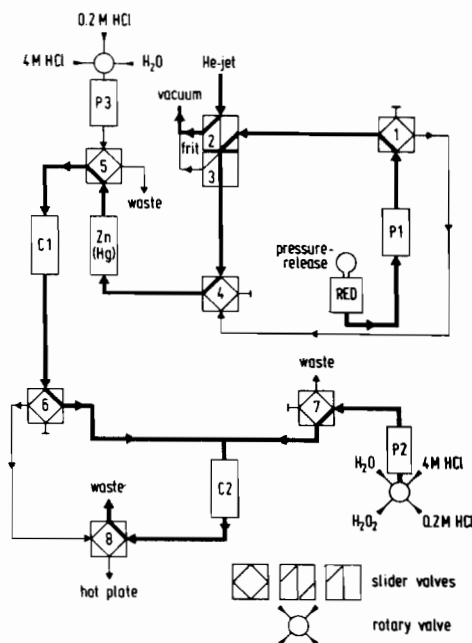 0.2 M HCl
4M HCl
H₂O
P3
He-jet
vacuum
2
frit
3
1
5
waste
C1
Zn
(Hg)
P1
pressure-
release
RED
4
waste
6
7
H₂O
4M HCl
P2
C2
H₂O₂
0.2M HCl
waste
8
hot plate
slider valves
rotary valve